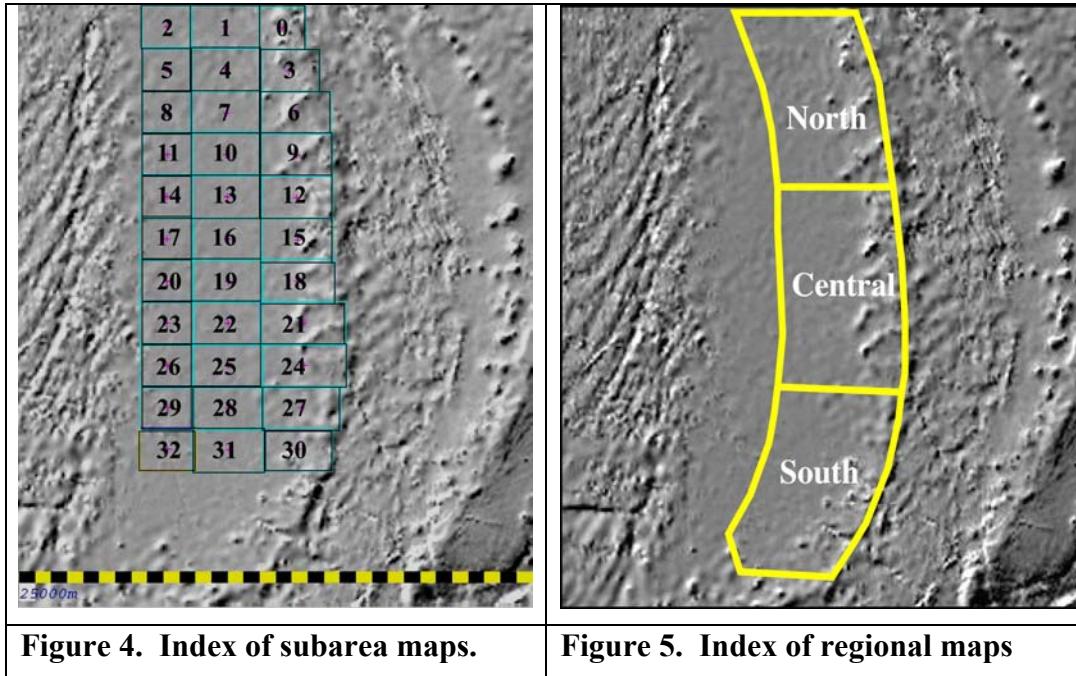 2 1 0
5 4 3
8 7 6
11 10 9
14 13 12
17 16 15
20 19 18
23 22 21
26 25 24
29 28 27
32 31 30
25000m
North
Central
South
Figure 4. Index of subarea maps.
Figure 5. Index of regional maps